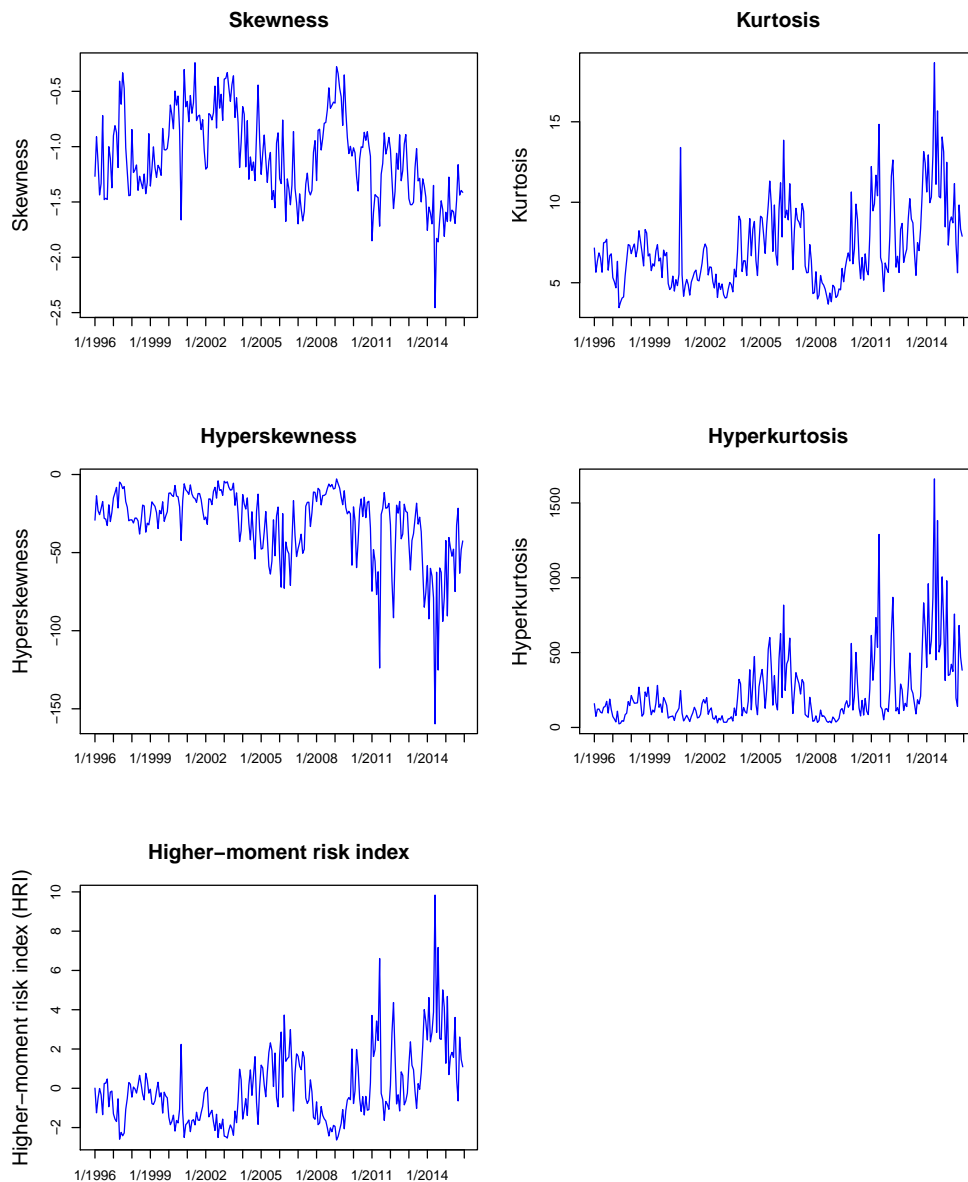 Skewness
Skewness
−0.5
−1.0
−1.5
−2.0
−2.5
1/1996 1/1999 1/2002 1/2005 1/2008 1/2011 1/2014
Kurtosis
Kurtosis
15
10
5
1/1996 1/1999 1/2002 1/2005 1/2008 1/2011 1/2014
Hyperskewness
Hyperskewness
0
−50
−100
−150
1/1996 1/1999 1/2002 1/2005 1/2008 1/2011 1/2014
Hyperkurtosis
Hyperkurtosis
1500
1000
500
0
1/1996 1/1999 1/2002 1/2005 1/2008 1/2011 1/2014
Higher−moment risk index
Higher−moment risk index (HRI)
10
8
6
4
2
0
−2
1/1996 1/1999 1/2002 1/2005 1/2008 1/2011 1/2014